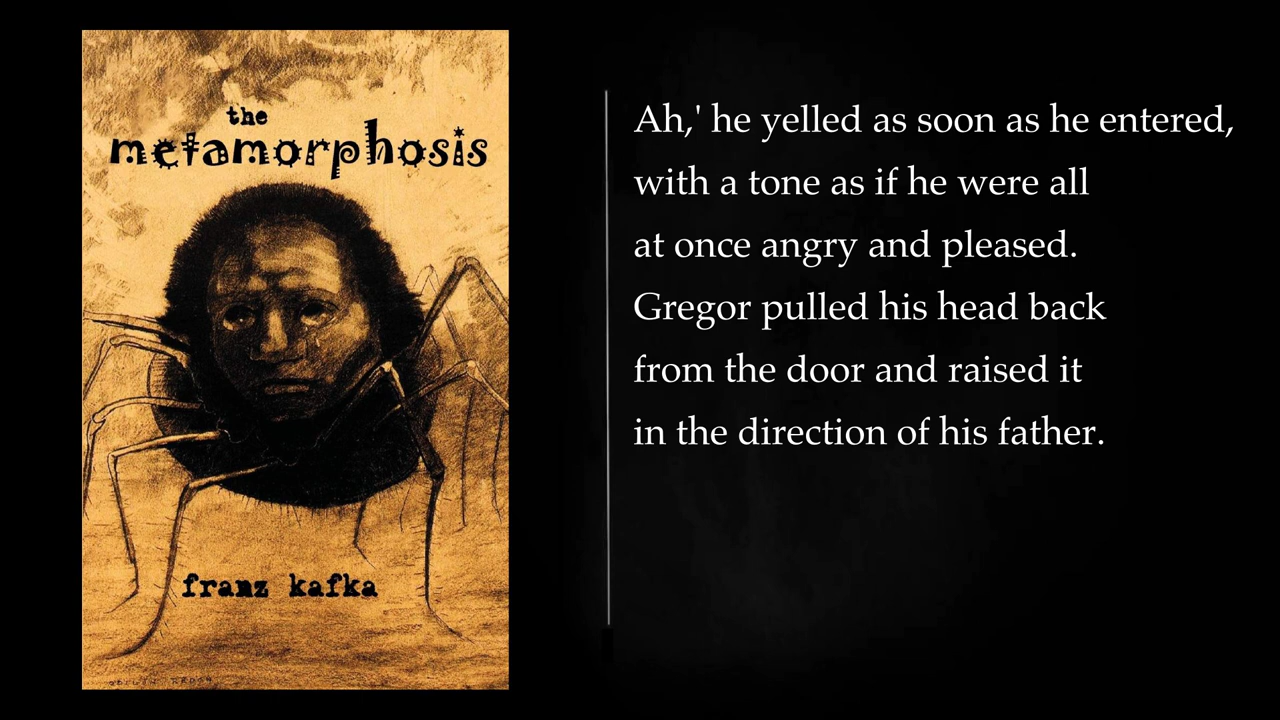 the
metamorphosis
franz kafka
ODILON REDON
Ah,' he yelled as soon as he entered,
with a tone as if he were all
at once angry and pleased.
Gregor pulled his head back
from the door and raised it
in the direction of his father.